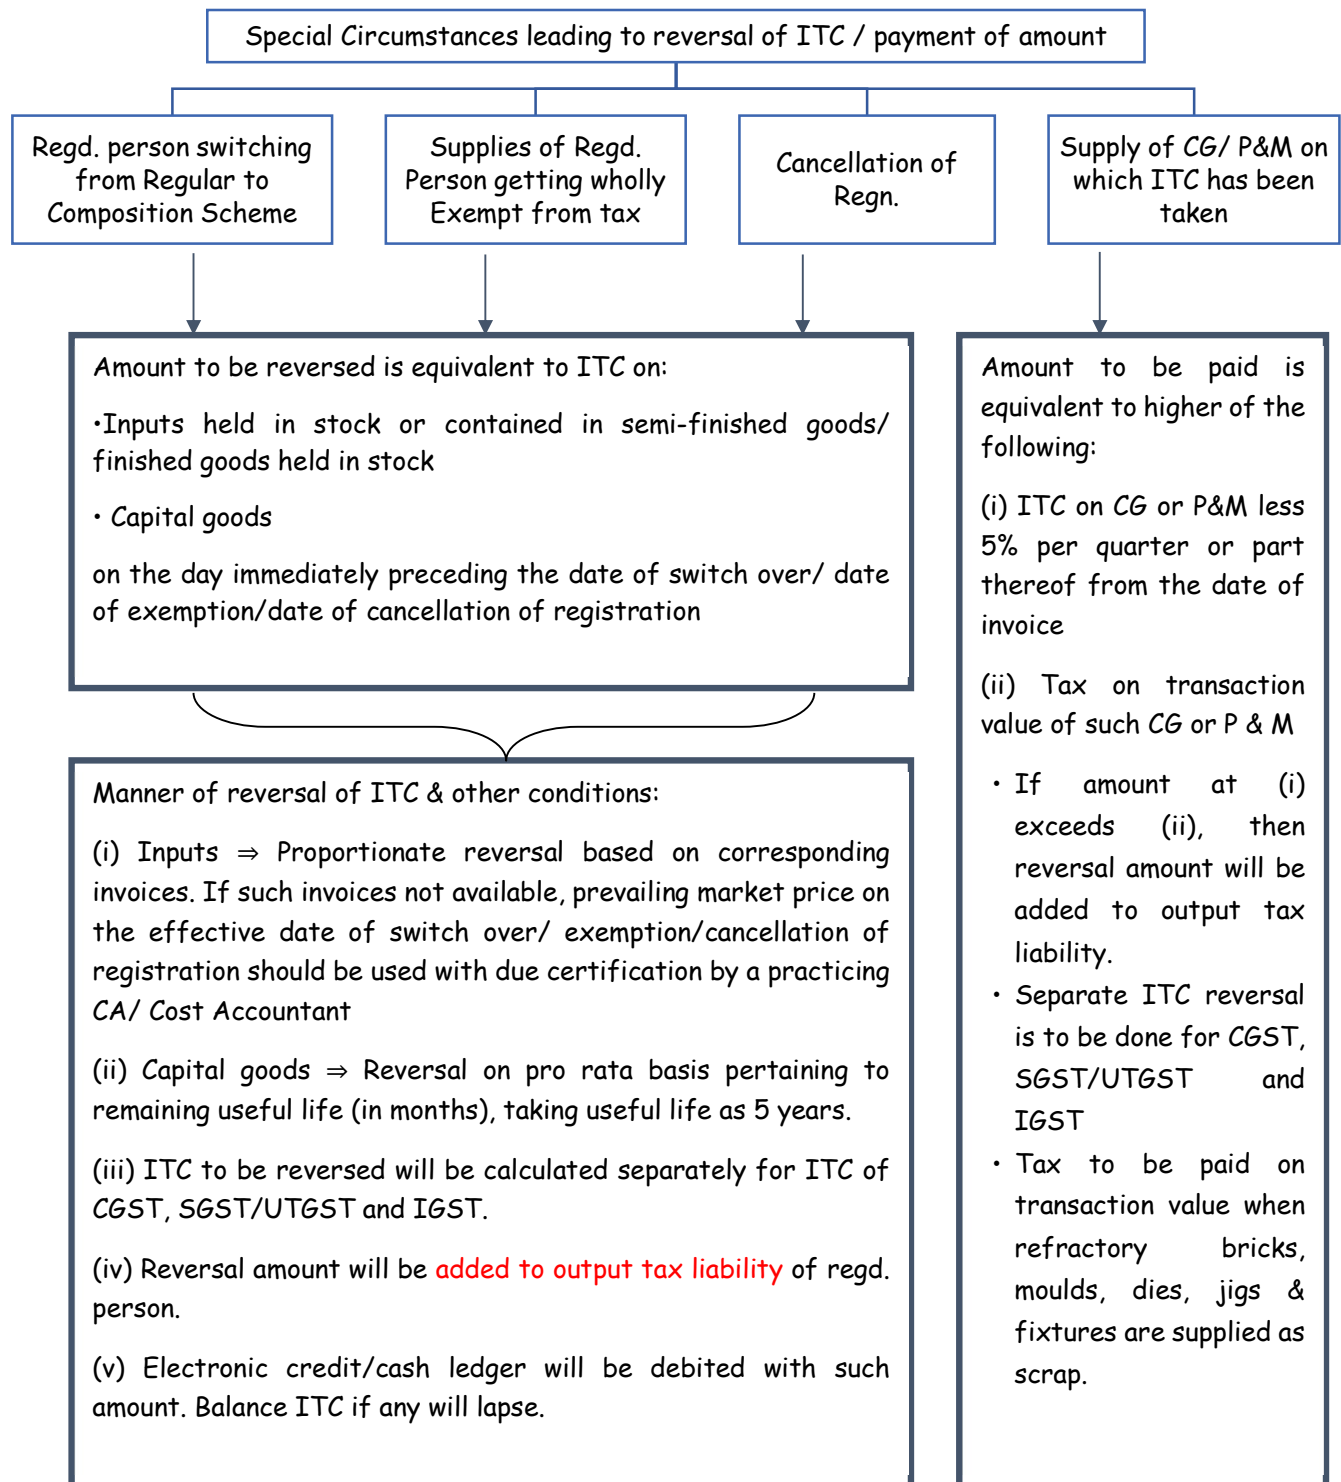 Special Circumstances leading to reversal of ITC / payment of amount
Regd. person switching
from Regular to
Composition Scheme
Supplies of Regd.
Person getting wholly
Exempt from tax
Cancellation of
Regn.
Supply of CG/ P&M on
which ITC has been
taken
Amount to be reversed is equivalent to ITC on:
•Inputs held in stock or contained in semi-finished goods/
finished goods held in stock
• Capital goods
on the day immediately preceding the date of switch over/ date
of exemption/date of cancellation of registration
Manner of reversal of ITC & other conditions:
(i) Inputs ⇒ Proportionate reversal based on corresponding
invoices. If such invoices not available, prevailing market price on
the effective date of switch over/ exemption/cancellation of
registration should be used with due certification by a practicing
CA/ Cost Accountant
(ii) Capital goods ⇒ Reversal on pro rata basis pertaining to
remaining useful life (in months), taking useful life as 5 years.
(iii) ITC to be reversed will be calculated separately for ITC of
CGST, SGST/UTGST and IGST.
(iv) Reversal amount will be added to output tax liability of regd.
person.
(v) Electronic credit/cash ledger will be debited with such
amount. Balance ITC if any will lapse.
Amount to be paid is
equivalent to higher of the
following:
(i) ITC on CG or P&M less
5% per quarter or part
thereof from the date of
invoice
(ii) Tax on transaction
value of such CG or P & M
• If amount at (i)
exceeds (ii), then
reversal amount will be
added to output tax
liability.
• Separate ITC reversal
is to be done for CGST,
SGST/UTGST and
IGST
• Tax to be paid on
transaction value when
refractory bricks,
moulds, dies, jigs &
fixtures are supplied as
scrap.